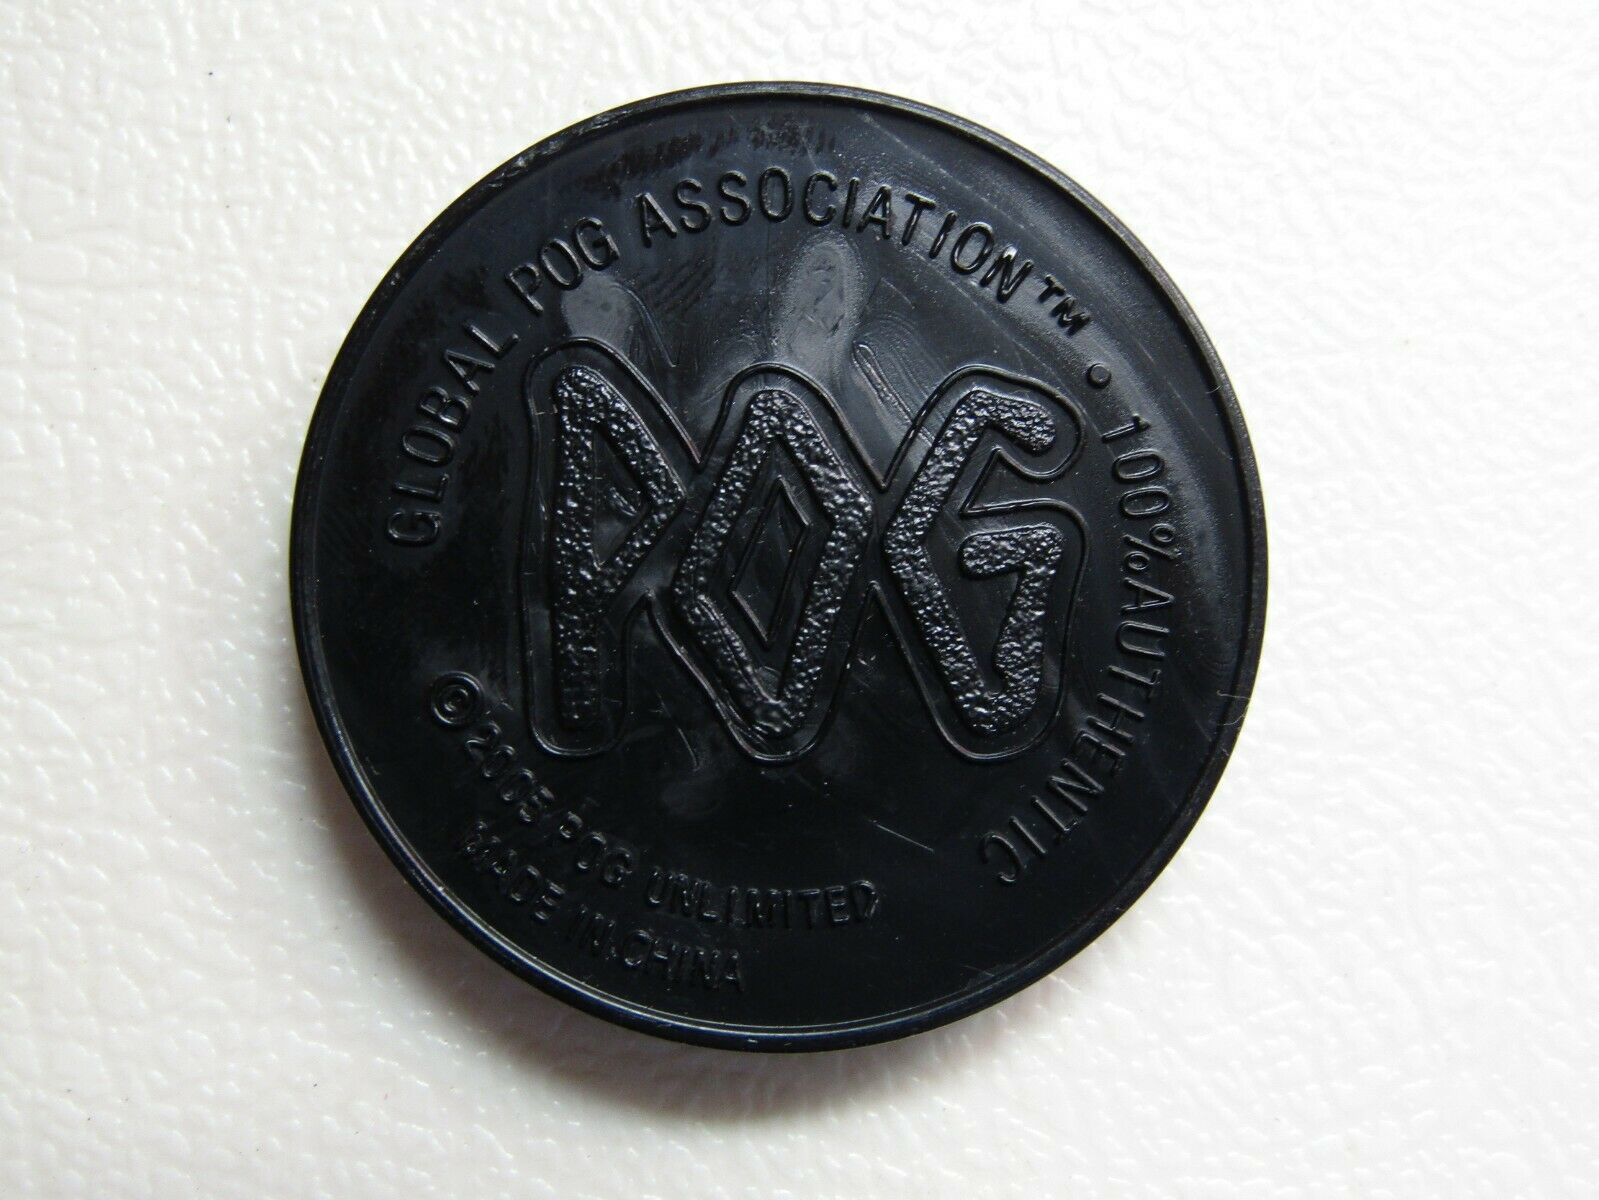 GLOBAL POG ASSOCIATION™ • 100% AUTHENTIC
POG
©2005 POG UNLIMITED
MADE IN CHINA